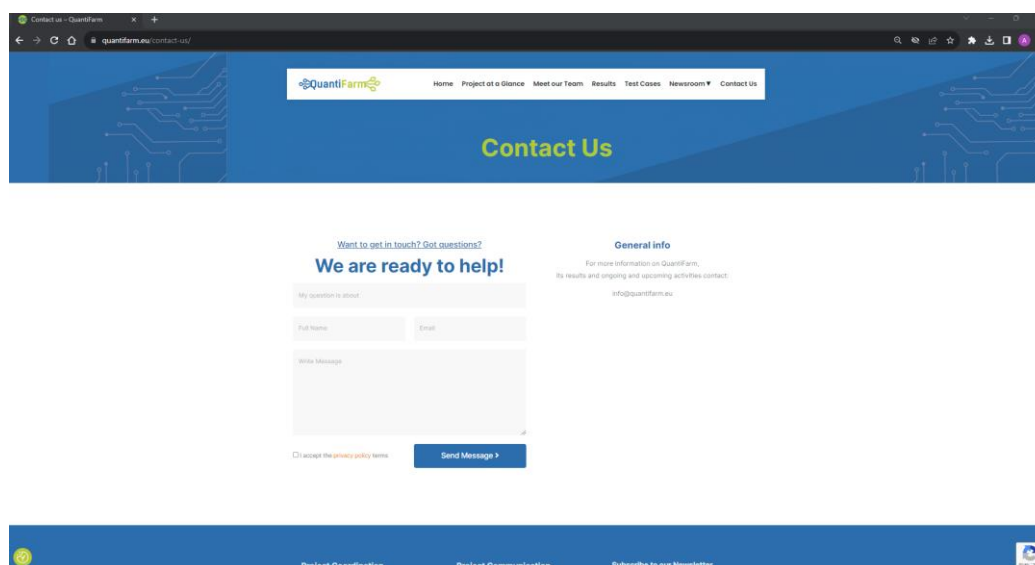 Contact us – QuantiFarm
quantifarm.eu/contact-us/
QuantiFarm
Home Project at a Glance Meet our Team Results Test Cases Newsroom▼ Contact Us
Contact Us
Want to get in touch? Got questions?
We are ready to help!
My question is about
Full Name Email
Write Message
I accept the privacy policy terms
Send Message >
General info
For more information on QuantiFarm,
its results and ongoing and upcoming activities contact:
info@quantifarm.eu
Project Coordination Project Communication Subscribe to our Newsletter